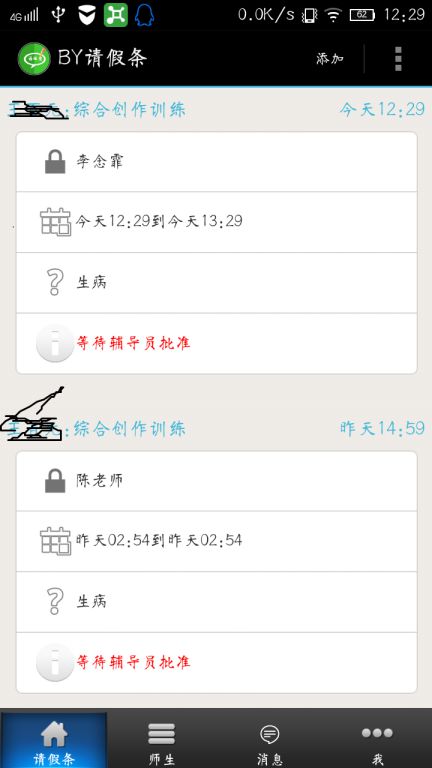 4G 0.0K/s 62 12:29
BY请假条 添加
:综合创作训练 今天12:29
李念霏
今天12:29到今天13:29
生病
等待辅导员批准
:综合创作训练 昨天14:59
陈老师
昨天02:54到昨天02:54
生病
等待辅导员批准
请假条 师生 消息 我